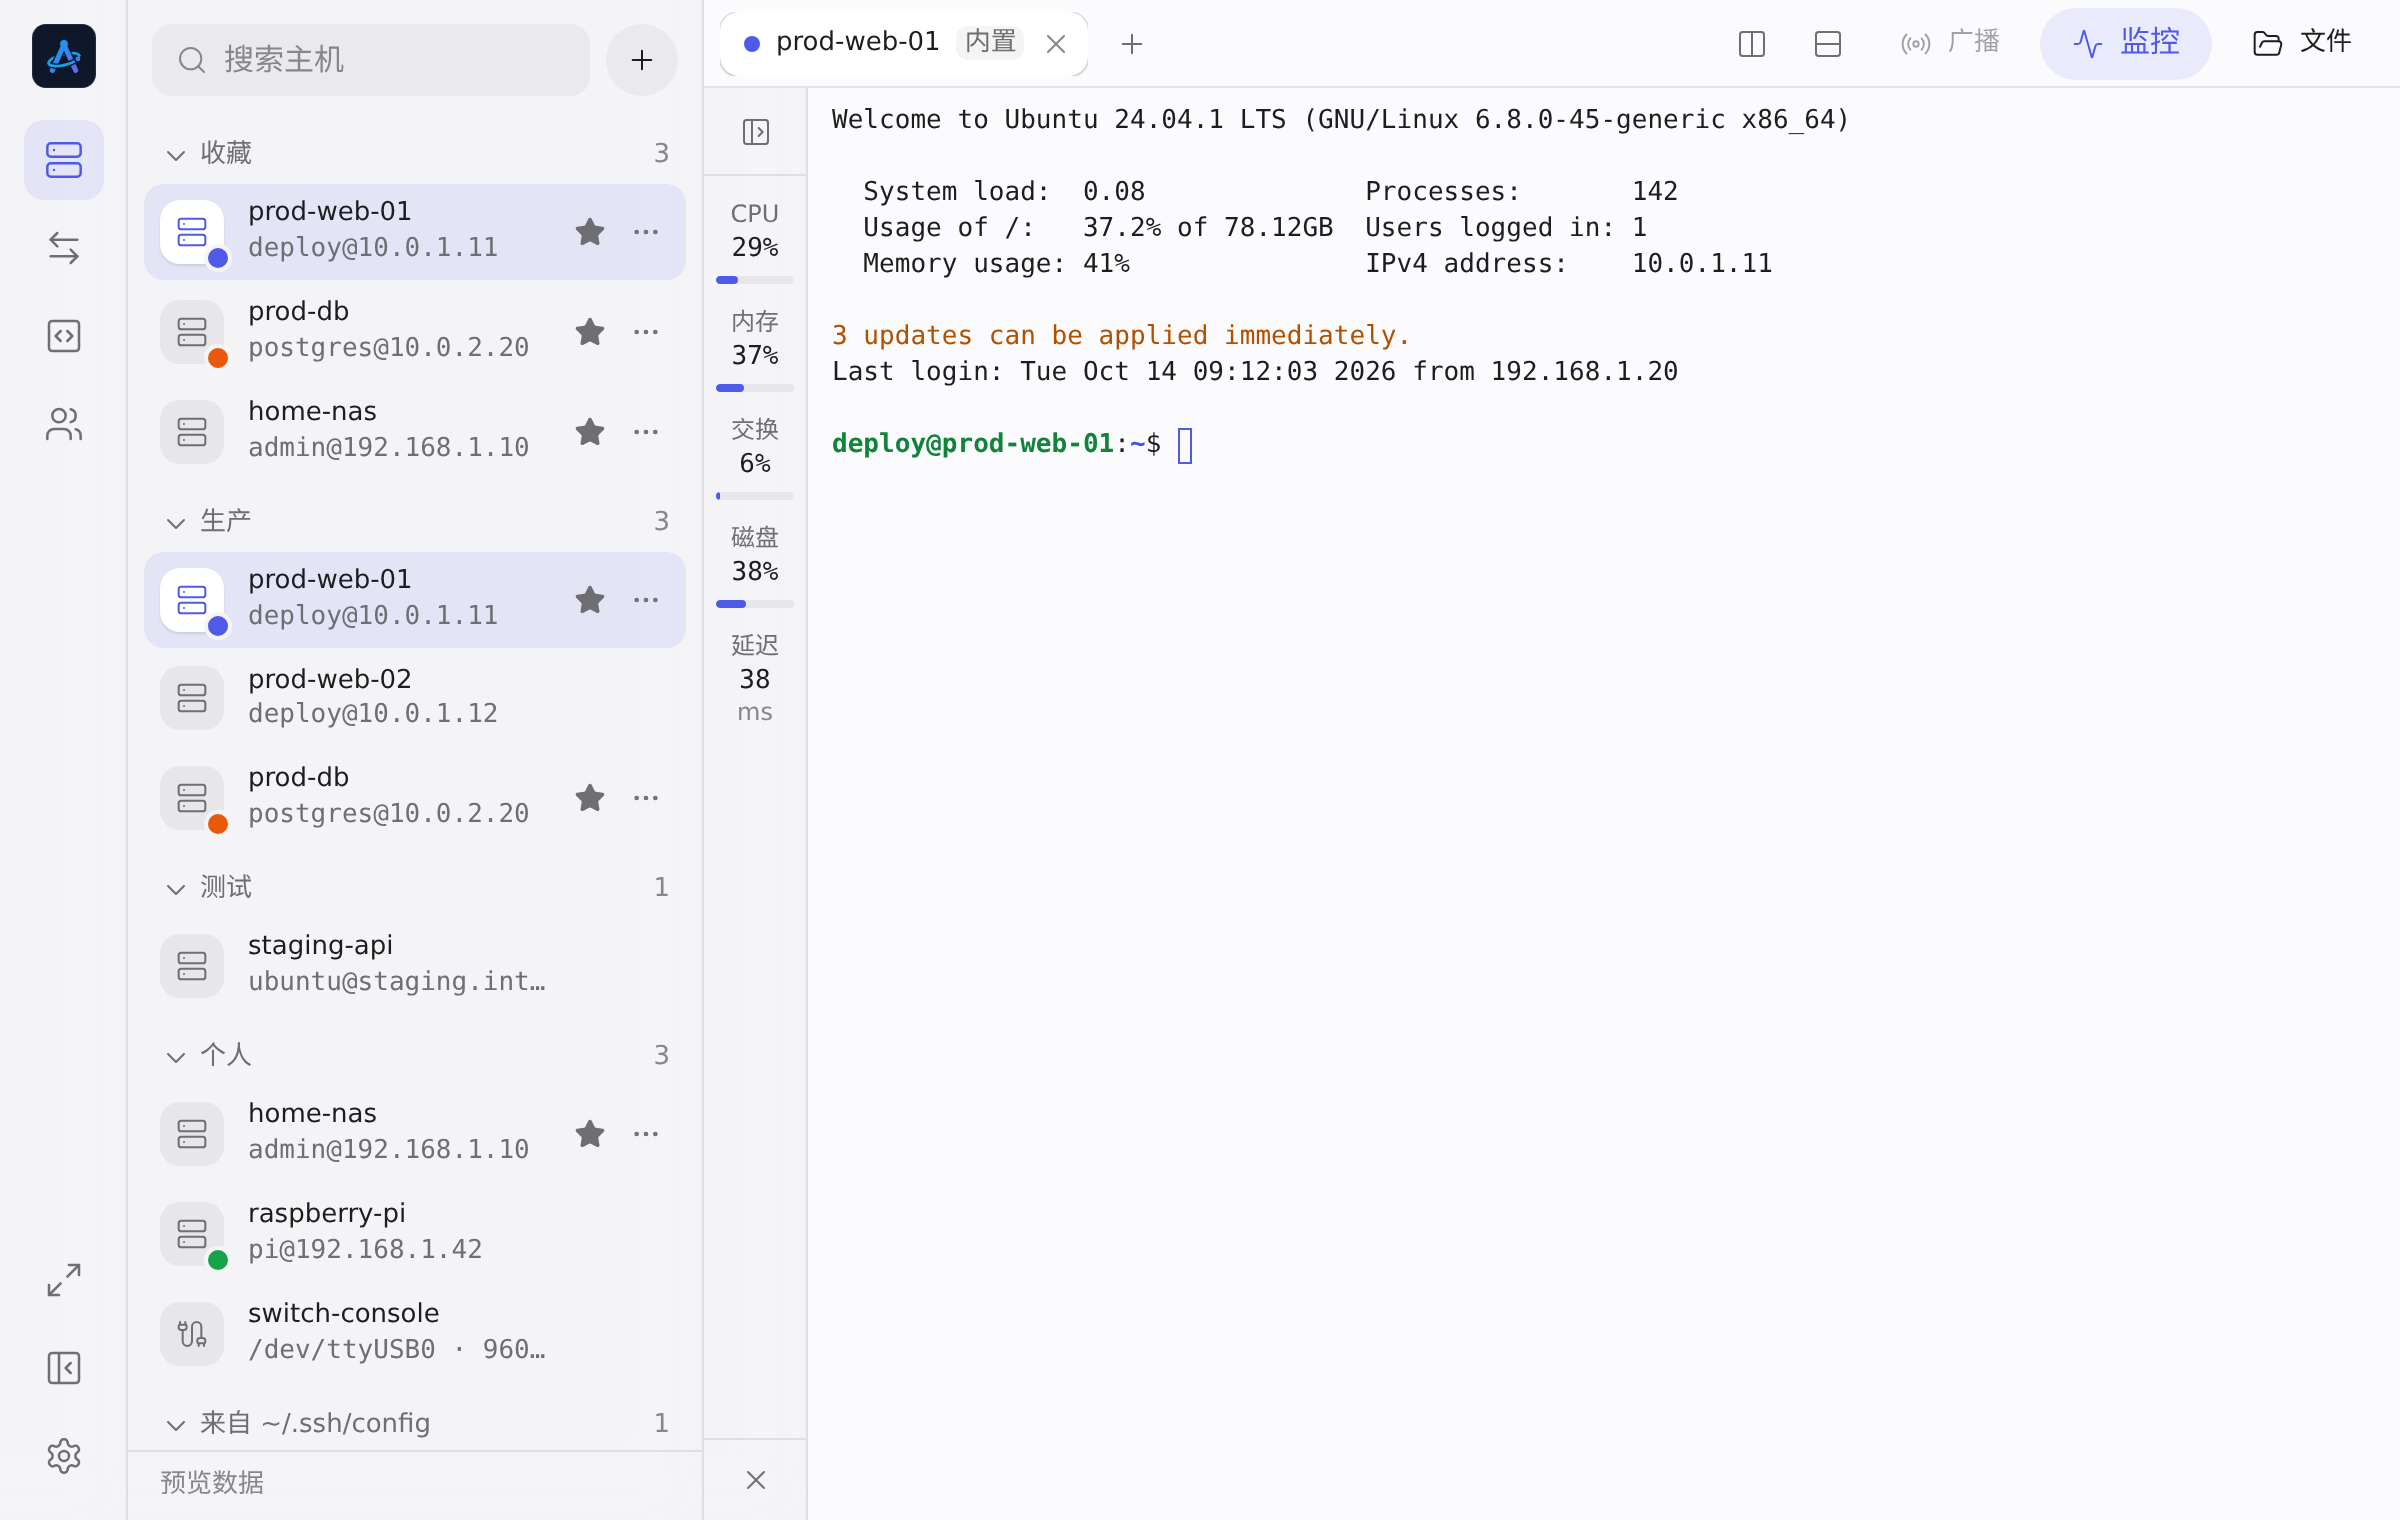 搜索主机
收藏 3
prod-web-01
deploy@10.0.1.11
prod-db
postgres@10.0.2.20
home-nas
admin@192.168.1.10
生产 3
prod-web-01
deploy@10.0.1.11
prod-web-02
deploy@10.0.1.12
prod-db
postgres@10.0.2.20
测试 1
staging-api
ubuntu@staging.int…
个人 3
home-nas
admin@192.168.1.10
raspberry-pi
pi@192.168.1.42
switch-console
/dev/ttyUSB0 · 960…
来自 ~/.ssh/config 1
预览数据
prod-web-01 内置
广播 监控 文件
CPU
29%
内存
37%
交换
6%
磁盘
38%
延迟
38
ms
Welcome to Ubuntu 24.04.1 LTS (GNU/Linux 6.8.0-45-generic x86_64)
System load: 0.08 Processes: 142
Usage of /: 37.2% of 78.12GB Users logged in: 1
Memory usage: 41% IPv4 address: 10.0.1.11
3 updates can be applied immediately.
Last login: Tue Oct 14 09:12:03 2026 from 192.168.1.20
deploy@prod-web-01:~$